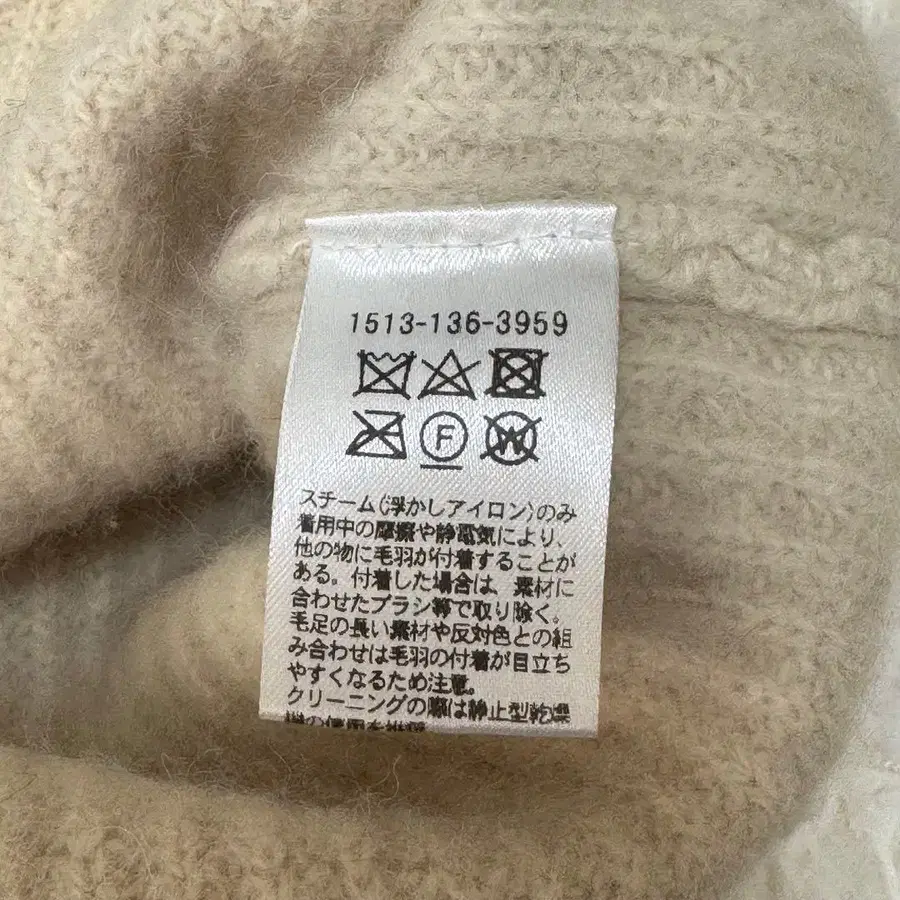 1513-136-3959
F
W
スチーム(浮かしアイロン)のみ
着用中の摩擦や静電気により、
他の物に毛羽が付着することが
ある。付着した場合は、素材に
合わせたブラシ等で取り除く。
毛足の長い素材や反対色との組
み合わせは毛羽の付着が目立ち
やすくなるため注意。
クリーニングの際は静止型乾燥